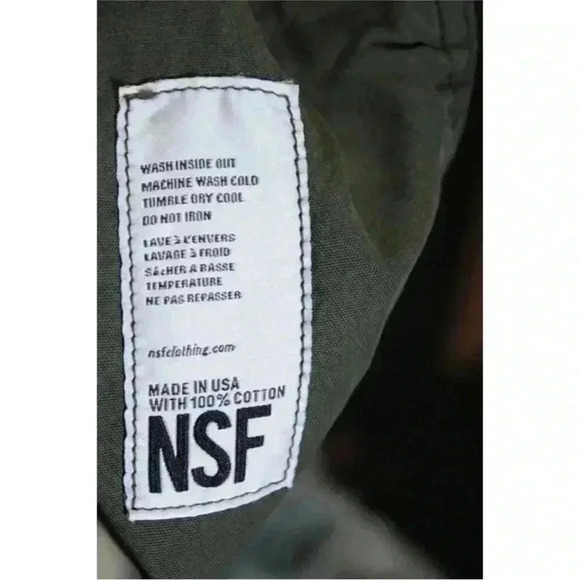 WASH INSIDE OUT
MACHINE WASH COLD
TUMBLE DRY COOL
DO NOT IRON
LAVE à L'ENVERS
LAVAGE à FROID
SéCHER A BASSE
TEMPERATURE
NE PAS REPASSER
nsfclothing.com
MADE IN USA
WITH 100% COTTON
NSF